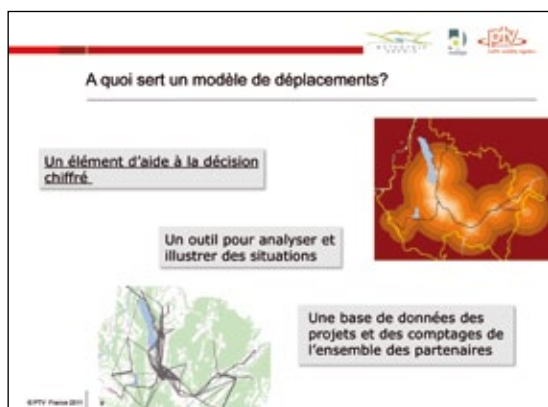 ptv
A quoi sert un modèle de déplacements?
Un élément d'aide à la décision
chiffré
Un outil pour analyser et
illustrer des situations
Une base de données des
projets et des comptages de
l'ensemble des partenaires
©PTV France 2011